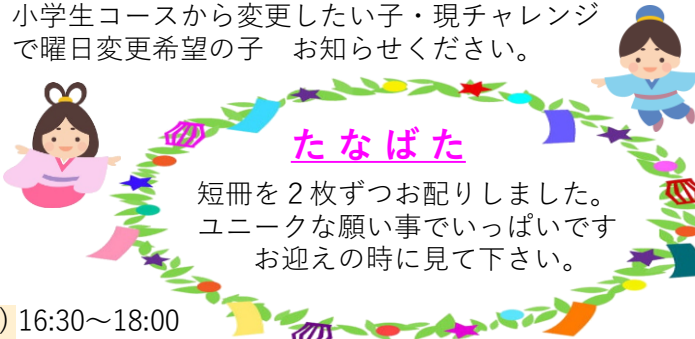 小学生コースから変更したい子・現チャレンジ
で曜日変更希望の子　お知らせください。
たなばた
短冊を２枚ずつお配りしました。
ユニークな願い事でいっぱいです
お迎えの時に見て下さい。
) 16:30～18:00